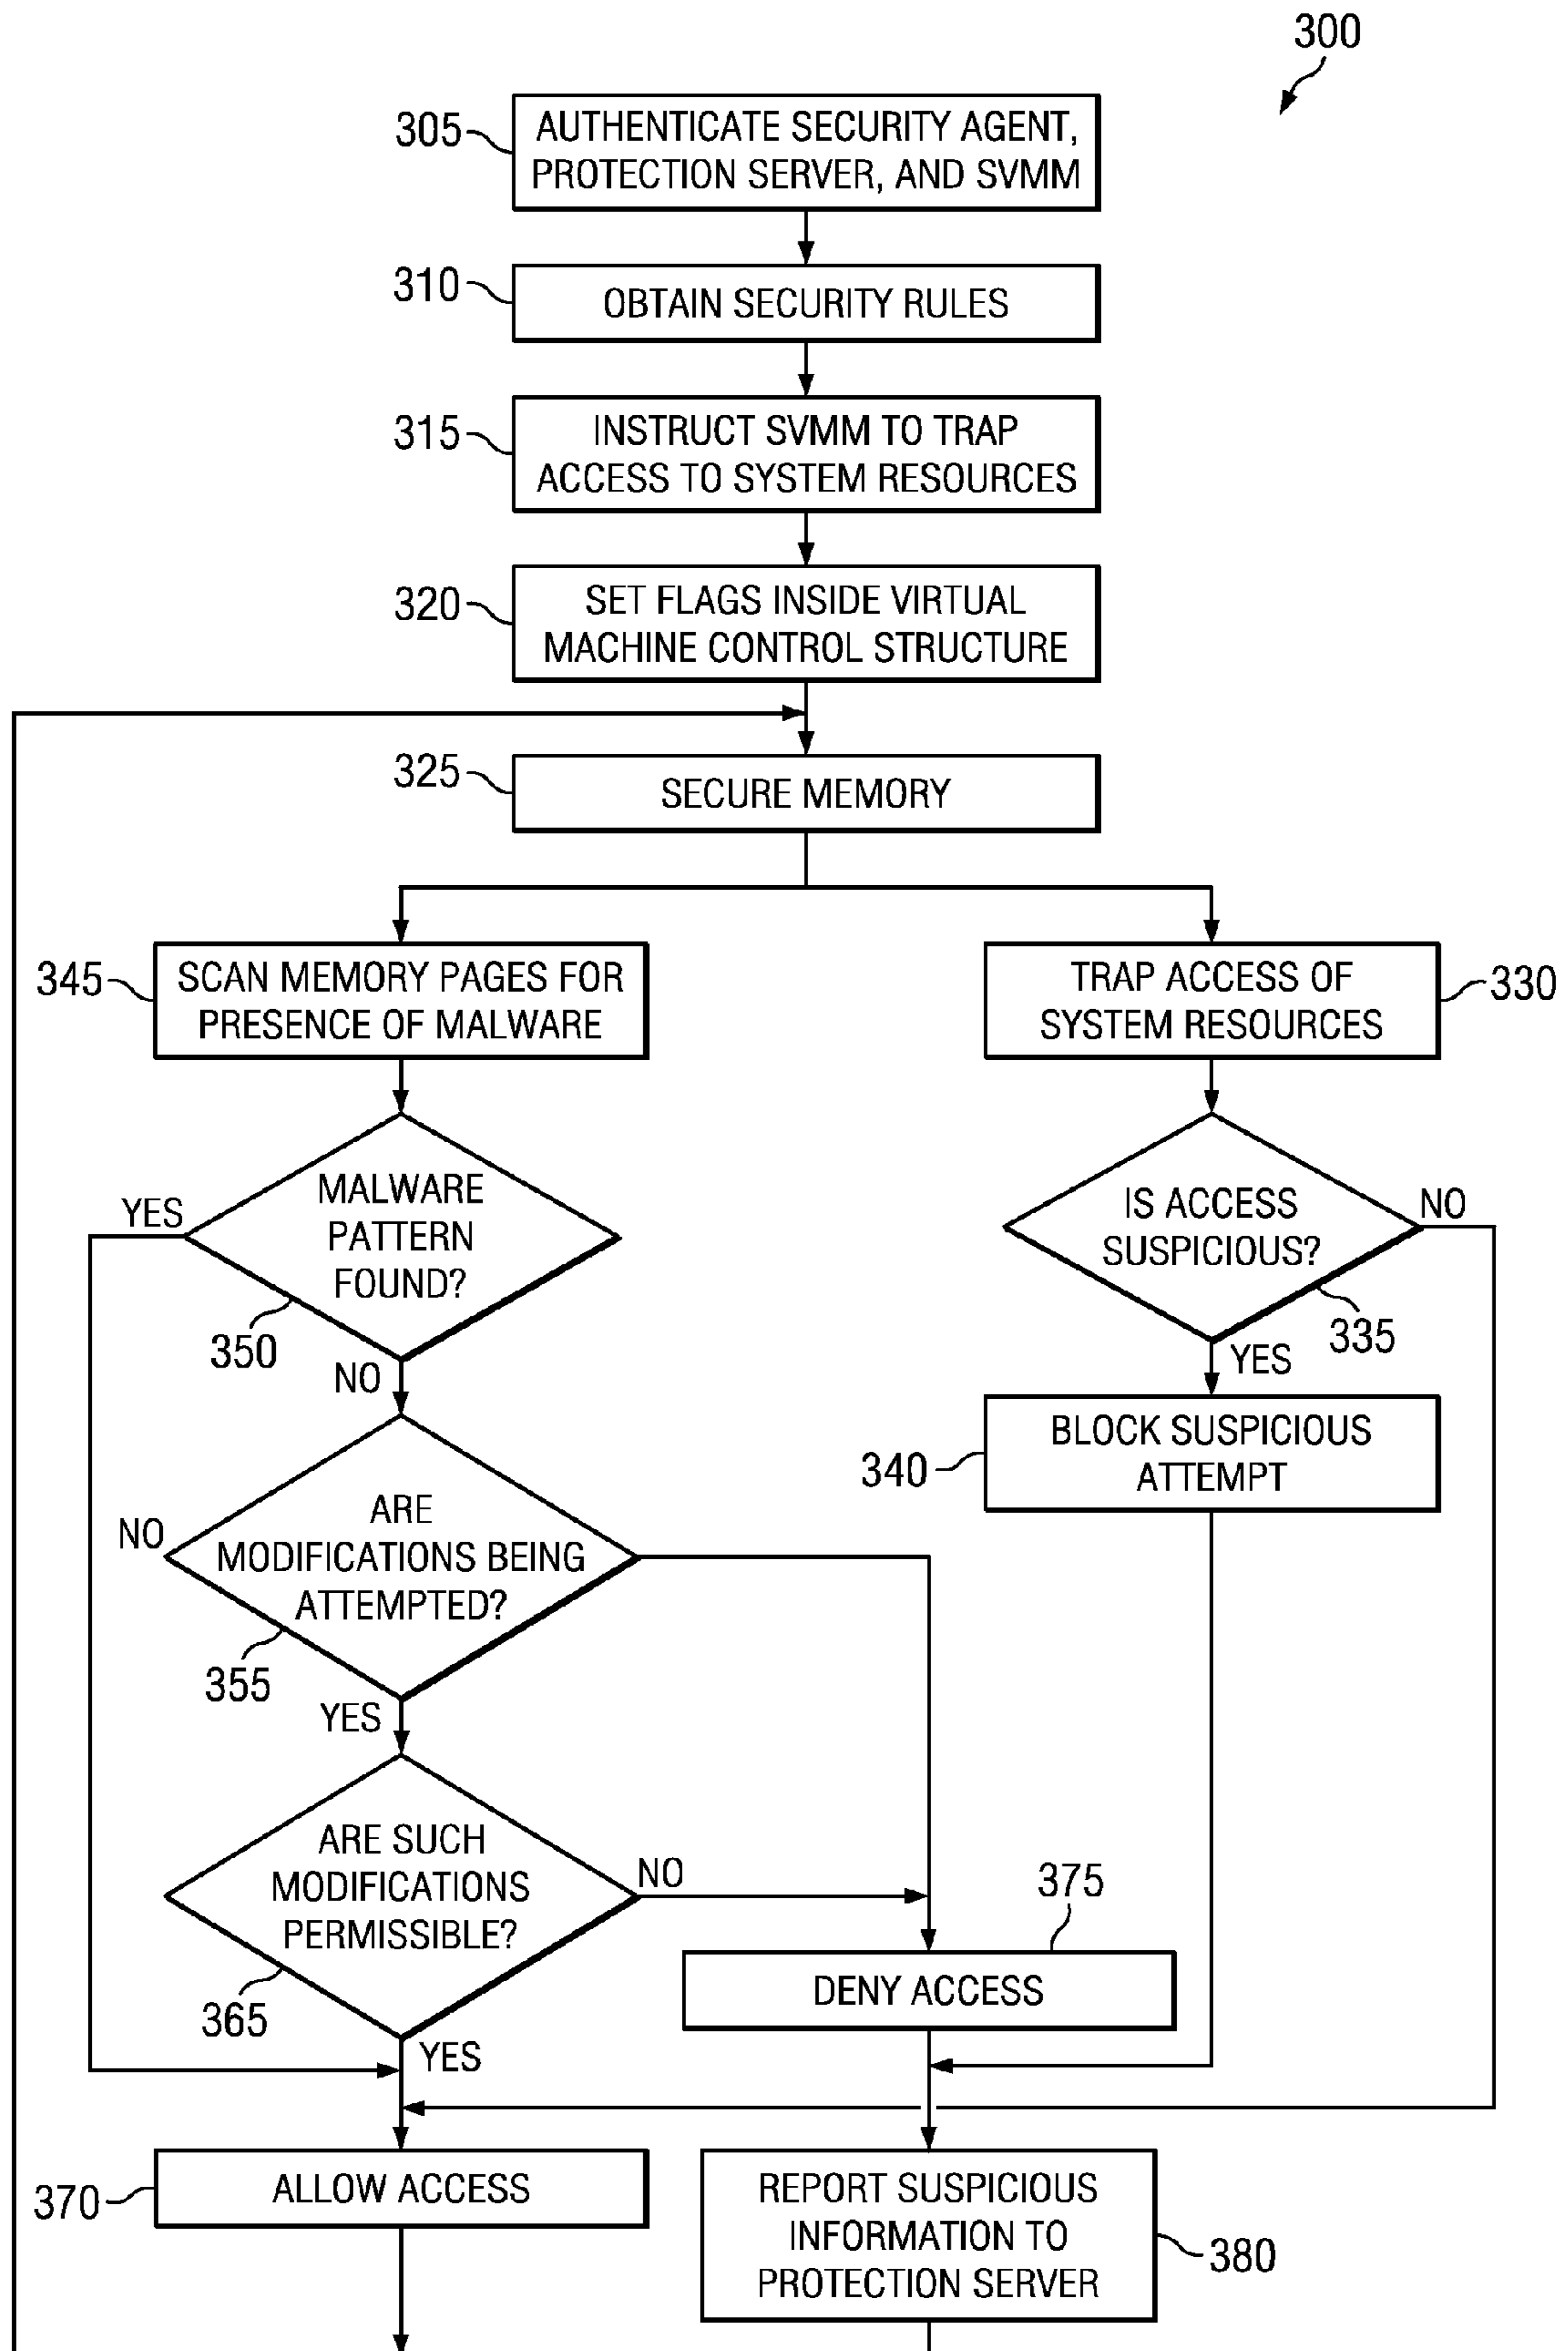 300
305
AUTHENTICATE SECURITY AGENT,
PROTECTION SERVER, AND SVMM
310
OBTAIN SECURITY RULES
315
INSTRUCT SVMM TO TRAP
ACCESS TO SYSTEM RESOURCES
320
SET FLAGS INSIDE VIRTUAL
MACHINE CONTROL STRUCTURE
325
SECURE MEMORY
345
SCAN MEMORY PAGES FOR
PRESENCE OF MALWARE
TRAP ACCESS OF
SYSTEM RESOURCES
330
YES
MALWARE
PATTERN
FOUND?
350
NO
IS ACCESS
SUSPICIOUS?
NO
335
YES
340
BLOCK SUSPICIOUS
ATTEMPT
NO
ARE
MODIFICATIONS BEING
ATTEMPTED?
355
YES
ARE SUCH
MODIFICATIONS
PERMISSIBLE?
NO
365
YES
375
DENY ACCESS
370
ALLOW ACCESS
REPORT SUSPICIOUS
INFORMATION TO
PROTECTION SERVER
380